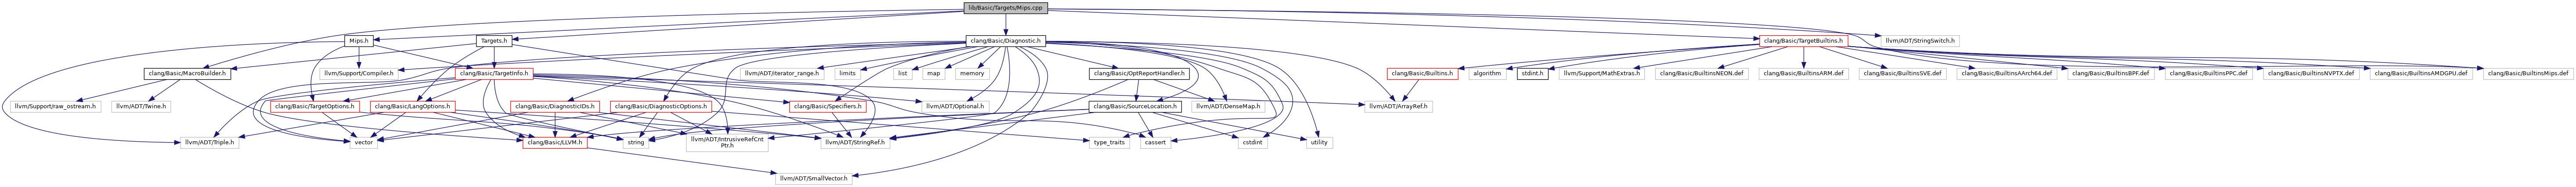 lib/Basic/Targets/Mips.cpp
Mips.h
Targets.h
clang/Basic/Diagnostic.h
clang/Basic/TargetBuiltins.h
llvm/ADT/StringSwitch.h
clang/Basic/MacroBuilder.h
llvm/Support/Compiler.h
clang/Basic/TargetInfo.h
llvm/ADT/iterator_range.h
limits
list
map
memory
clang/Basic/OptReportHandler.h
clang/Basic/Builtins.h
algorithm
stdint.h
llvm/Support/MathExtras.h
clang/Basic/BuiltinsNEON.def
clang/Basic/BuiltinsARM.def
clang/Basic/BuiltinsSVE.def
clang/Basic/BuiltinsAArch64.def
clang/Basic/BuiltinsBPF.def
clang/Basic/BuiltinsPPC.def
clang/Basic/BuiltinsNVPTX.def
clang/Basic/BuiltinsAMDGPU.def
clang/Basic/BuiltinsMips.def
llvm/Support/raw_ostream.h
llvm/ADT/Twine.h
clang/Basic/TargetOptions.h
clang/Basic/LangOptions.h
clang/Basic/DiagnosticIDs.h
clang/Basic/DiagnosticOptions.h
clang/Basic/Specifiers.h
llvm/ADT/Optional.h
clang/Basic/SourceLocation.h
llvm/ADT/DenseMap.h
llvm/ADT/ArrayRef.h
llvm/ADT/Triple.h
vector
clang/Basic/LLVM.h
string
llvm/ADT/IntrusiveRefCnt
Ptr.h
llvm/ADT/StringRef.h
type_traits
cassert
cstdint
utility
llvm/ADT/SmallVector.h